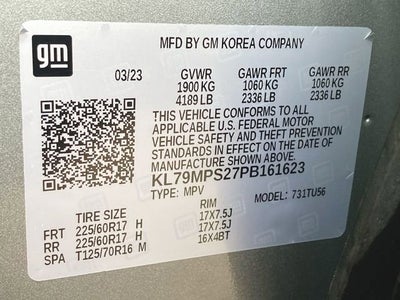 gm
MFD BY GM KOREA COMPANY
03/23 GVWR GAWR FRT GAWR RR
1900 KG 1060 KG 1060 KG
4189 LB 2336 LB 2336 LB
THIS VEHICLE CONFORMS TO ALL
APPLICABLE U.S. FEDERAL MOTOR
VEHICLE SAFETY AND THEFT PREVENTION
STANDARDS IN EFFECT ON THE DATE OF
MANUFACTURE SHOWN ABOVE.
KL79MPS27PB161623
TYPE: MPV MODEL: 731TU56
TIRE SIZE RIM
FRT 225/60R17 H 17X7.5J
RR 225/60R17 H 17X7.5J
SPA T125/70R16 M 16X4BT